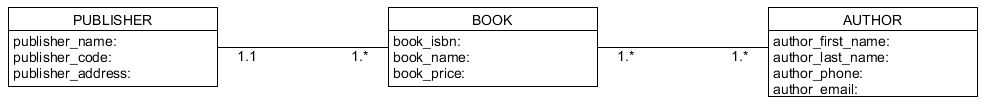 PUBLISHER
publisher_name:
publisher_code:
publisher_address:
1.1
1.*
BOOK
book_isbn:
book_name:
book_price:
1.*
1.*
AUTHOR
author_first_name:
author_last_name:
author_phone:
author_email: